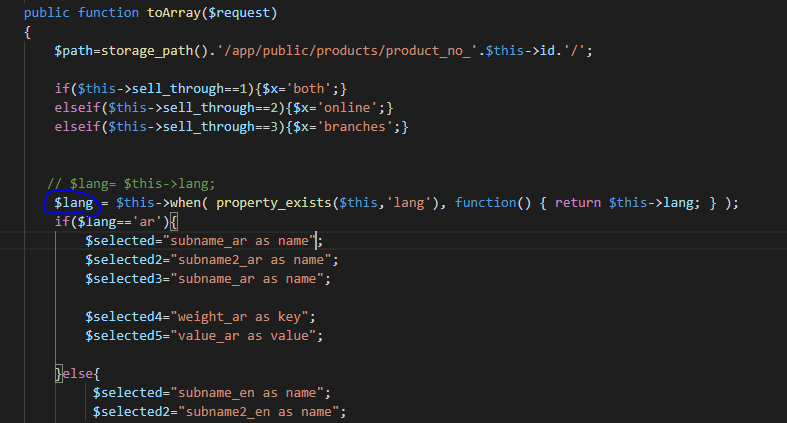 public function toArray($request)
{
$path=storage_path().'/app/public/products/product_no_'.$this->id.'/';
if($this->sell_through==1){$x='both';}
elseif($this->sell_through==2){$x='online';}
elseif($this->sell_through==3){$x='branches';}
// $lang= $this->lang;
$lang = $this->when( property_exists($this,'lang'), function() { return $this->lang; } );
if($lang=='ar'){
$selected="subname_ar as name";
$selected2="subname2_ar as name";
$selected3="subname_ar as name";
$selected4="weight_ar as key";
$selected5="value_ar as value";
}else{
$selected="subname_en as name";
$selected2="subname2_en as name";